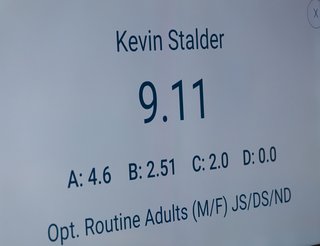 X
Kevin Stalder
9.11
A: 4.6 B: 2.51 C: 2.0 D: 0.0
Opt. Routine Adults (M/F) JS/DS/ND